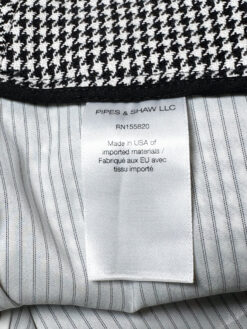 PIPES & SHAW LLC
RN155820
Made in USA of
imported materials /
Fabriqué aux EU avec
tissu importé.